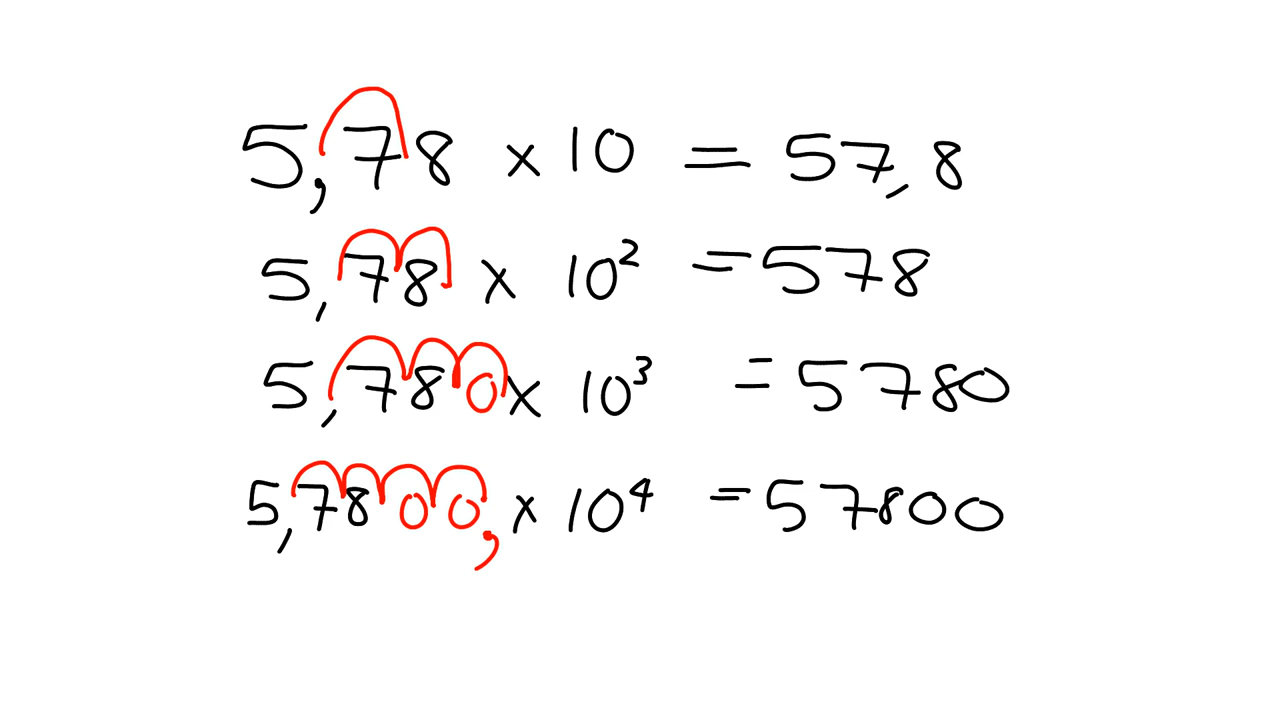 5,78 x 10 = 57,8
5,78 x 10² = 578
5,780 x 10³ = 5780
5,7800, x 10⁴ = 57800